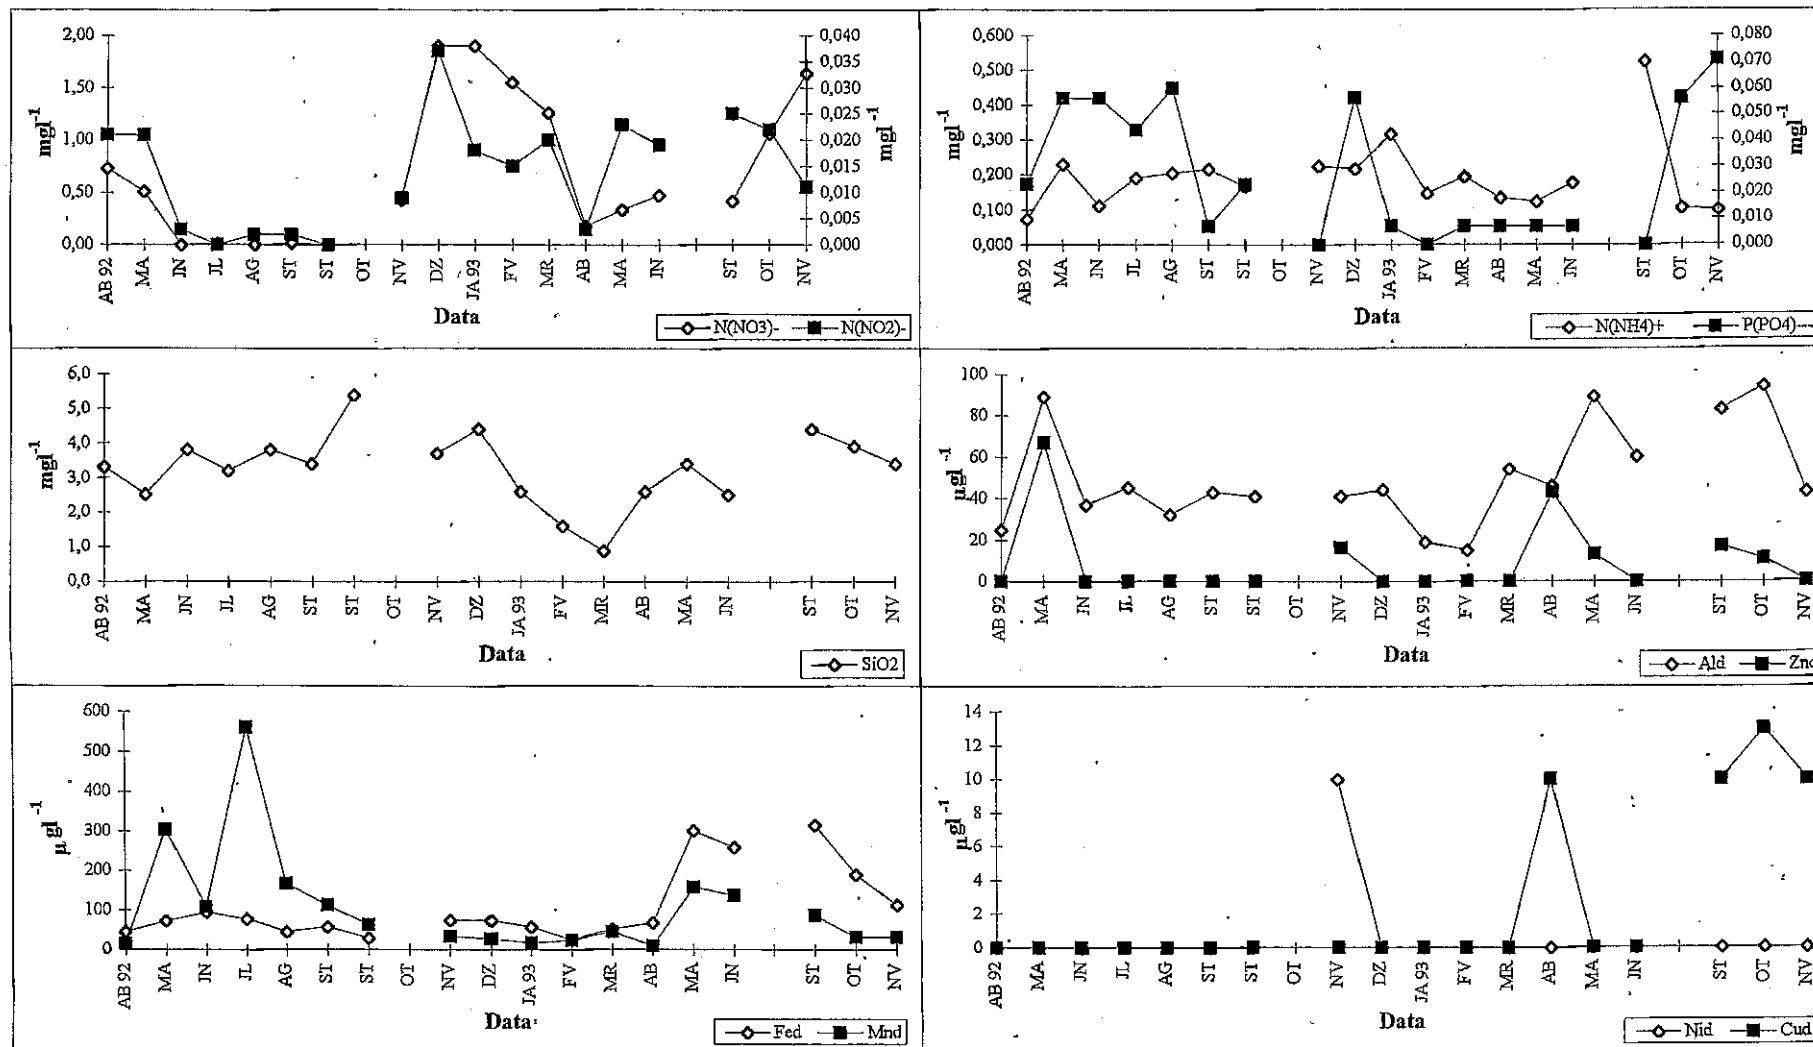 2,00
1,50
1,00
0,50
0,00
mgl⁻¹
0,040
0,035
0,030
0,025
0,020
0,015
0,010
0,005
0,000
mgl⁻¹
AB 92 MA JN JL AG ST ST OT NV DZ JA 93 FV MR AB MA JN ST OT NV
Data
N(NO3)- N(NO2)-
0,600
0,500
0,400
0,300
0,200
0,100
0,000
mgl⁻¹
0,080
0,070
0,060
0,050
0,040
0,030
0,020
0,010
0,000
mgl⁻¹
AB 92 MA JN JL AG ST ST OT NV DZ JA 93 FV MR AB MA JN ST OT NV
Data
N(NH4)+ P(PO4)---
6,0
5,0
4,0
3,0
2,0
1,0
0,0
mgl⁻¹
AB 92 MA JN JL AG ST ST OT NV DZ JA 93 FV MR AB MA JN ST OT NV
Data
SiO2
100
80
60
40
20
0
µgl⁻¹
AB 92 MA JN JL AG ST ST OT NV DZ JA 93 FV MR AB MA JN ST OT NV
Data
Ald Znd
600
500
400
300
200
100
0
µgl⁻¹
AB 92 MA JN JL AG ST ST OT NV DZ JA 93 FV MR AB MA JN ST OT NV
Data
Fed Mnd
14
12
10
8
6
4
2
0
µgl⁻¹
AB 92 MA JN JL AG ST ST OT NV DZ JA 93 FV MR AB MA JN ST OT NV
Data
Nid Cud